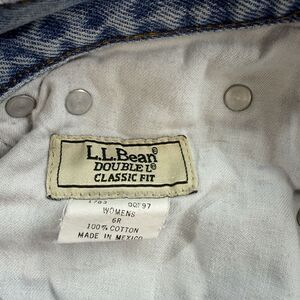 L.L.Bean®
DOUBLE L®
CLASSIC FIT
WOMENS
6R
100% COTTON
MADE IN MEXICO